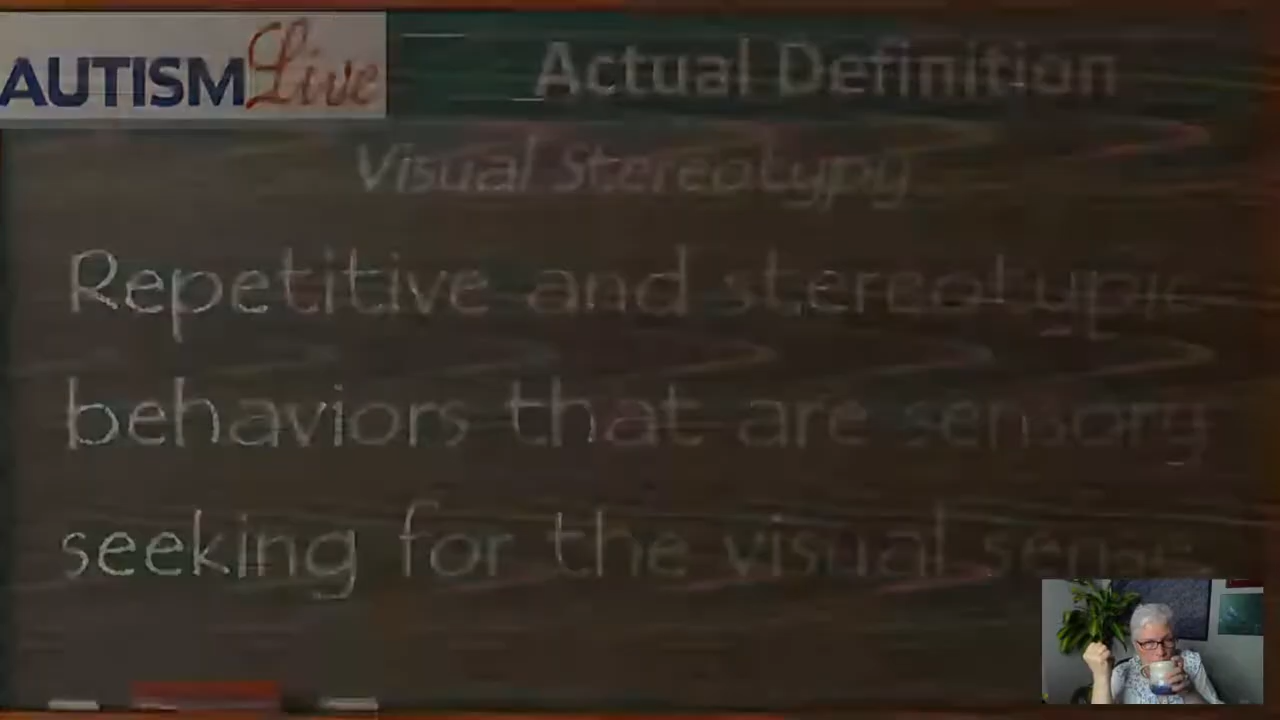 AUTISM Live
Actual Definition
Visual Stereotypy
Repetitive and stereotypic
behaviors that are sensory
seeking for the visual sense